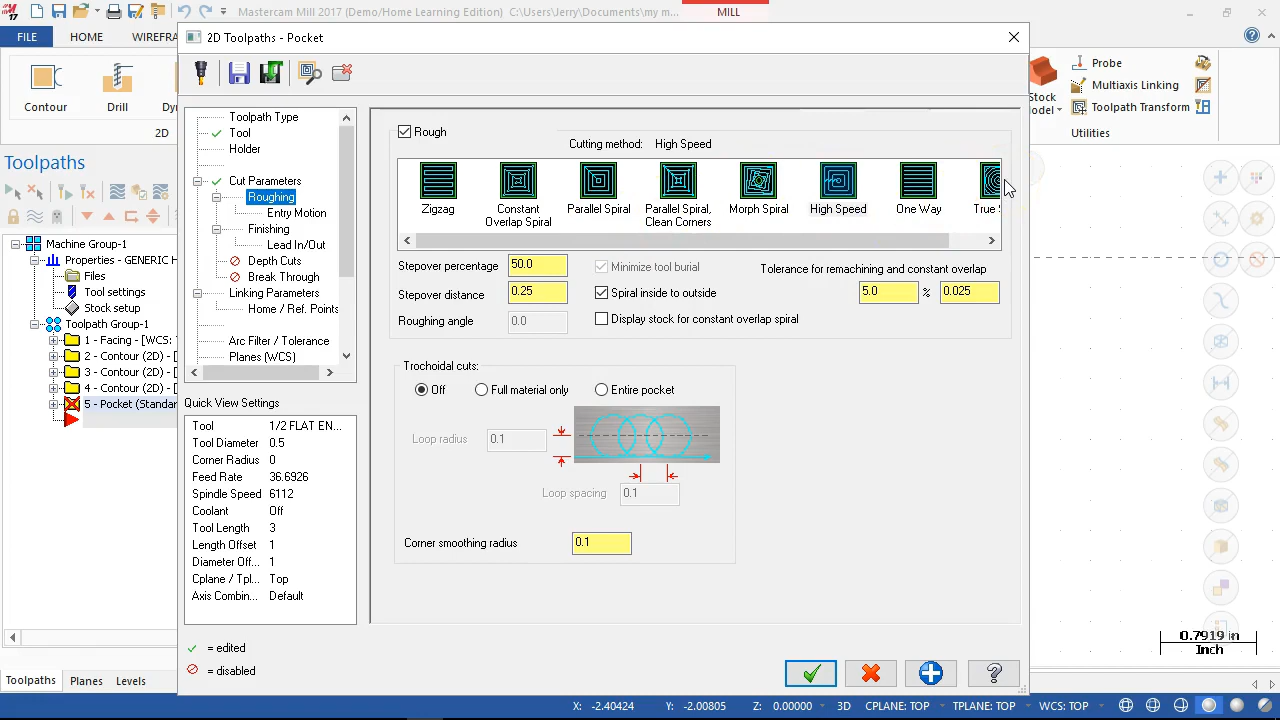 17
Mastercam Mill 2017 (Demo/Home Learning Edition) C:\Users\Jerry\Documents\my m...
MILL
FILE
HOME
WIREFRA
2D Toolpaths - Pocket
Contour
Drill
Dy
2D
Stock
Model
Probe
Multiaxis Linking
Toolpath Transform
Utilities
Toolpaths
Machine Group-1
Properties - GENERIC H
Files
Tool settings
Stock setup
Toolpath Group-1
1 - Facing - [WCS:
2 - Contour (2D) - [
3 - Contour (2D) - [
4 - Contour (2D) - [
5 - Pocket (Standar
Toolpath Type
Tool
Holder
Cut Parameters
Roughing
Entry Motion
Finishing
Lead In/Out
Depth Cuts
Break Through
Linking Parameters
Home / Ref. Points
Arc Filter / Tolerance
Planes (WCS)
Quick View Settings
Tool 1/2 FLAT EN...
Tool Diameter 0.5
Corner Radius 0
Feed Rate 36.6926
Spindle Speed 6112
Coolant Off
Tool Length 3
Length Offset 1
Diameter Off... 1
Cplane / Tpl... Top
Axis Combin... Default
= edited
= disabled
Rough
Cutting method: High Speed
Zigzag
Constant
Overlap Spiral
Parallel Spiral
Parallel Spiral,
Clean Corners
Morph Spiral
High Speed
One Way
True S
Stepover percentage 50.0
Minimize tool burial
Tolerance for remachining and constant overlap
Stepover distance 0.25
Spiral inside to outside
5.0 % 0.025
Roughing angle 0.0
Display stock for constant overlap spiral
Trochoidal cuts:
Off
Full material only
Entire pocket
Loop radius 0.1
Loop spacing 0.1
Corner smoothing radius 0.1
0.7919 in
Inch
Toolpaths
Planes
Levels
X: -2.40424 Y: -2.00805 Z: 0.00000 3D CPLANE: TOP TPLANE: TOP WCS: TOP